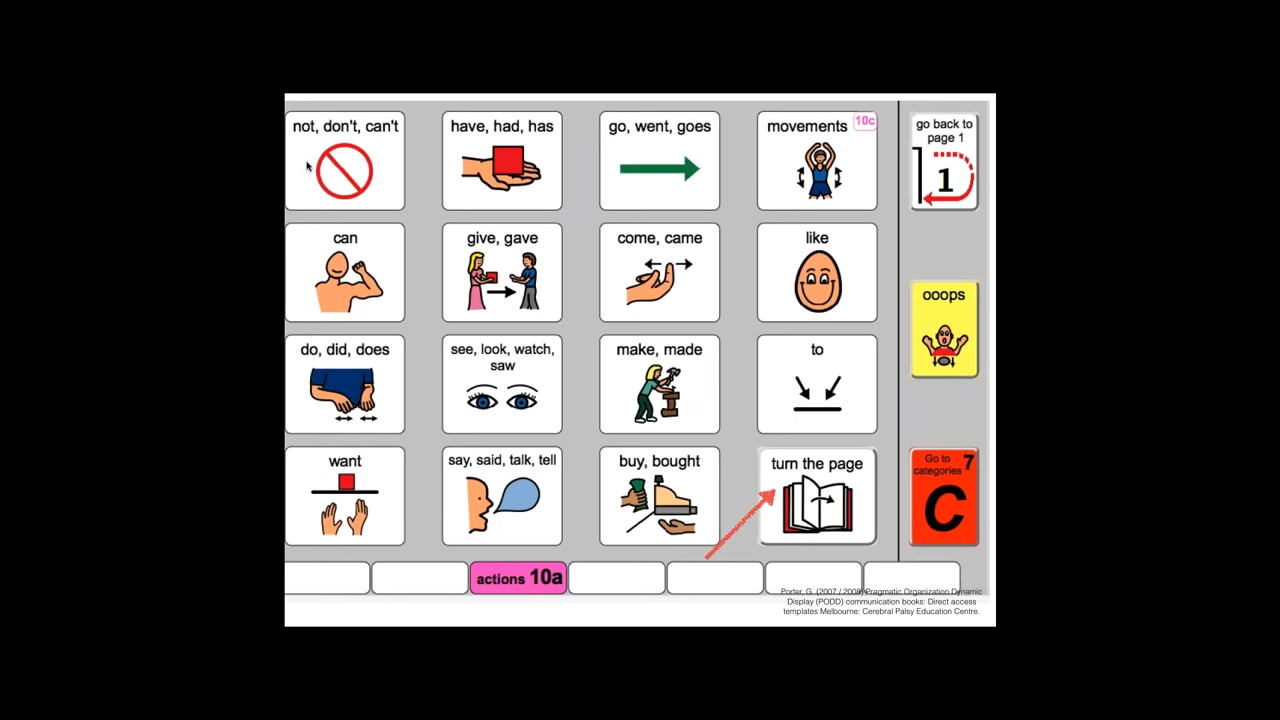 not, don't, can't
have, had, has
go, went, goes
movements 10c
go back to
page 1
1
can
give, gave
come, came
like
ooops
do, did, does
see, look, watch,
saw
make, made
to
want
say, said, talk, tell
buy, bought
turn the page
Go to
categories 7
C
actions 10a
Porter, G. (2007 / 2009) Pragmatic Organization Dynamic
Display (PODD) communication books: Direct access
templates Melbourne: Cerebral Palsy Education Centre.